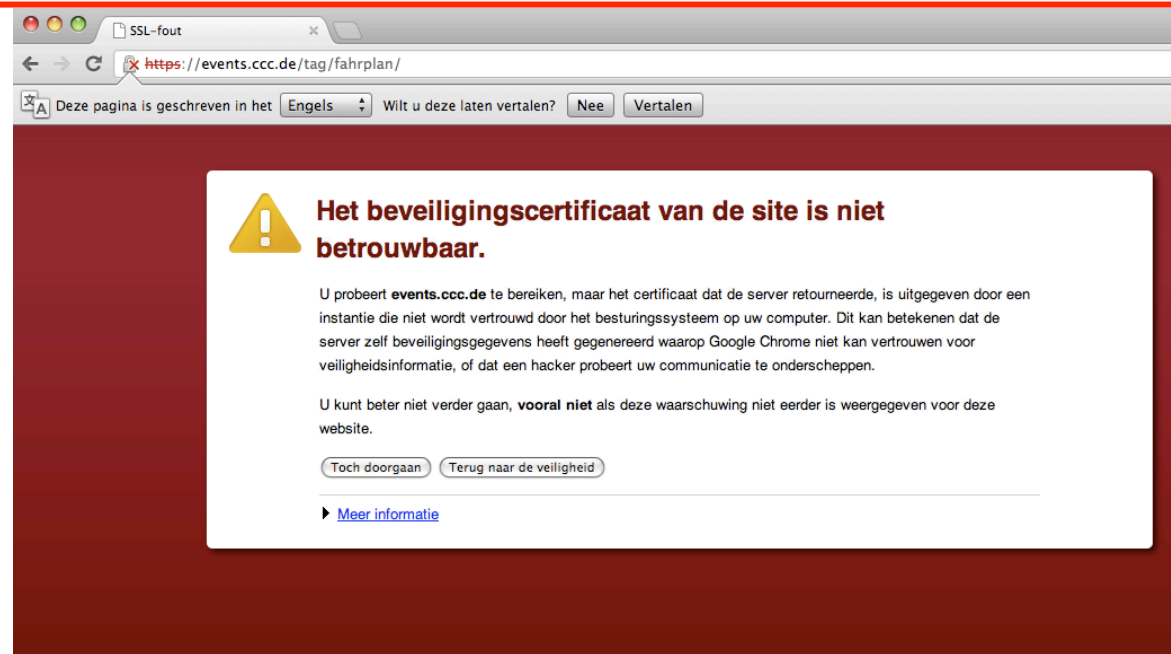 SSL-fout
https://events.ccc.de/tag/fahrplan/
Deze pagina is geschreven in het Engels Wilt u deze laten vertalen? Nee Vertalen
Het beveiligingscertificaat van de site is niet
betrouwbaar.
U probeert events.ccc.de te bereiken, maar het certificaat dat de server retourneerde, is uitgegeven door een
instantie die niet wordt vertrouwd door het besturingssysteem op uw computer. Dit kan betekenen dat de
server zelf beveiligingsgegevens heeft gegenereerd waarop Google Chrome niet kan vertrouwen voor
veiligheidsinformatie, of dat een hacker probeert uw communicatie te onderscheppen.
U kunt beter niet verder gaan, vooral niet als deze waarschuwing niet eerder is weergegeven voor deze
website.
Toch doorgaan Terug naar de veiligheid
Meer informatie